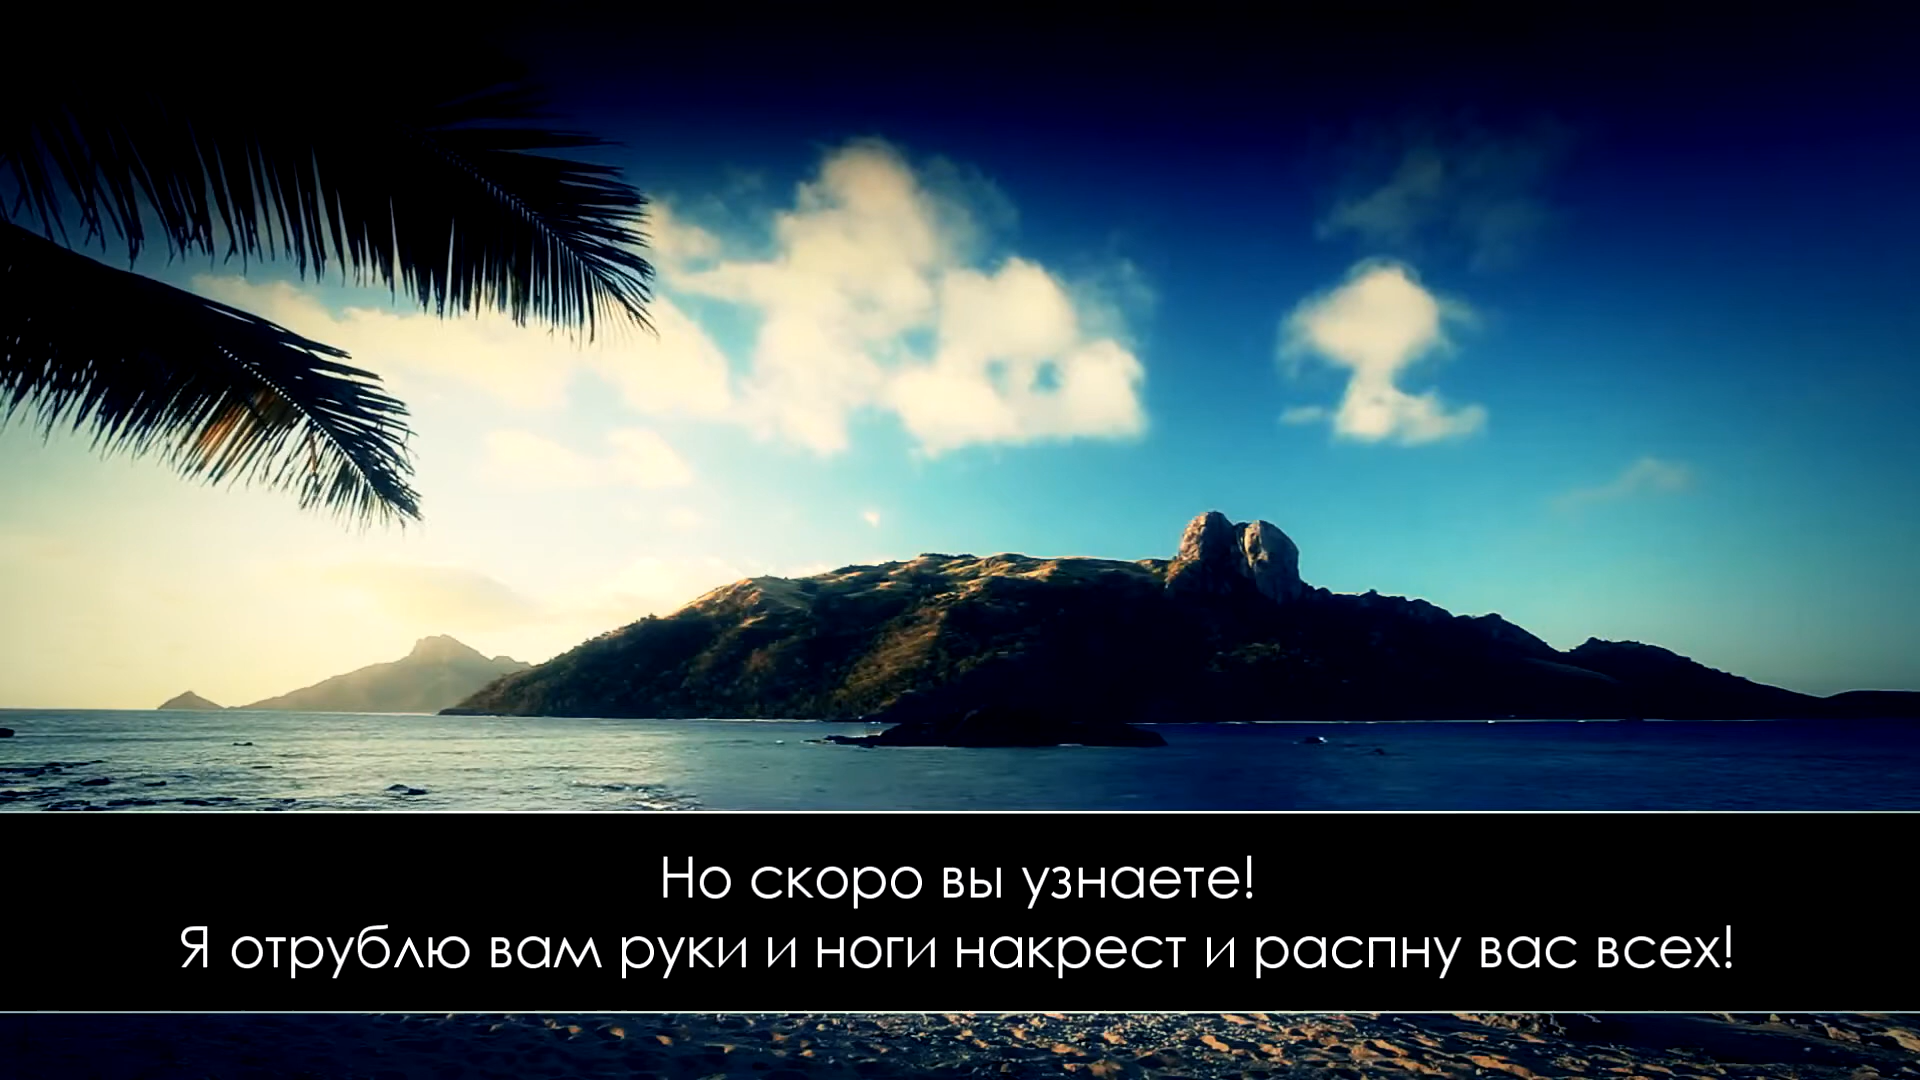 Но скоро вы узнаете!
Я отрублю вам руки и ноги накрест и распну вас всех!